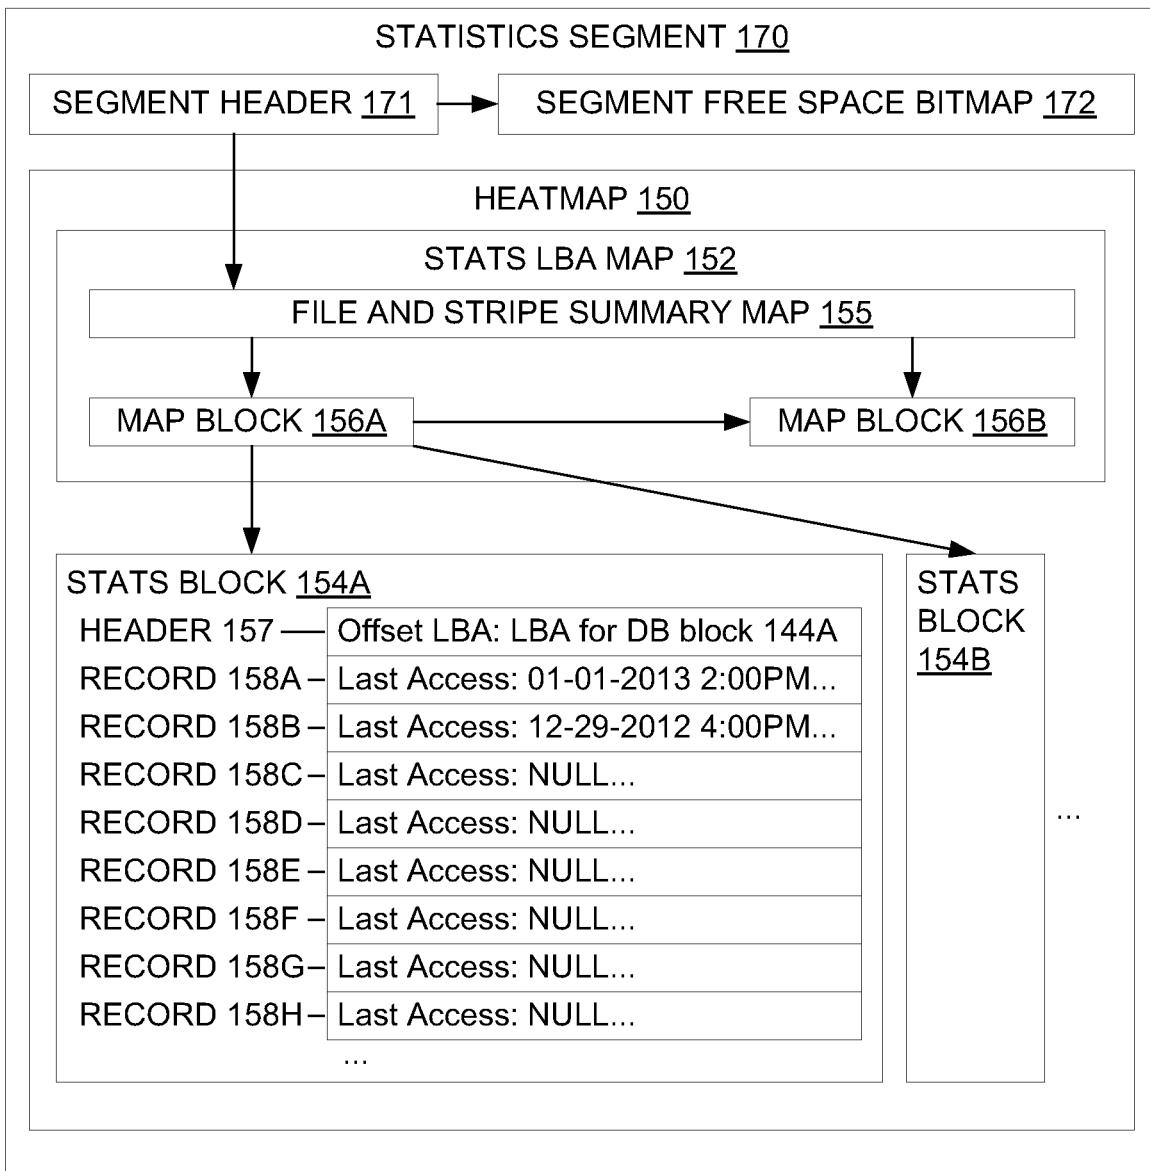 STATISTICS SEGMENT 170
SEGMENT HEADER 171
SEGMENT FREE SPACE BITMAP 172
HEATMAP 150
STATS LBA MAP 152
FILE AND STRIPE SUMMARY MAP 155
MAP BLOCK 156A
MAP BLOCK 156B
STATS BLOCK 154A
HEADER 157
Offset LBA: LBA for DB block 144A
RECORD 158A
Last Access: 01-01-2013 2:00PM...
RECORD 158B
Last Access: 12-29-2012 4:00PM...
RECORD 158C
Last Access: NULL...
RECORD 158D
Last Access: NULL...
RECORD 158E
Last Access: NULL...
RECORD 158F
Last Access: NULL...
RECORD 158G
Last Access: NULL...
RECORD 158H
Last Access: NULL...
...
STATS
BLOCK
154B
...